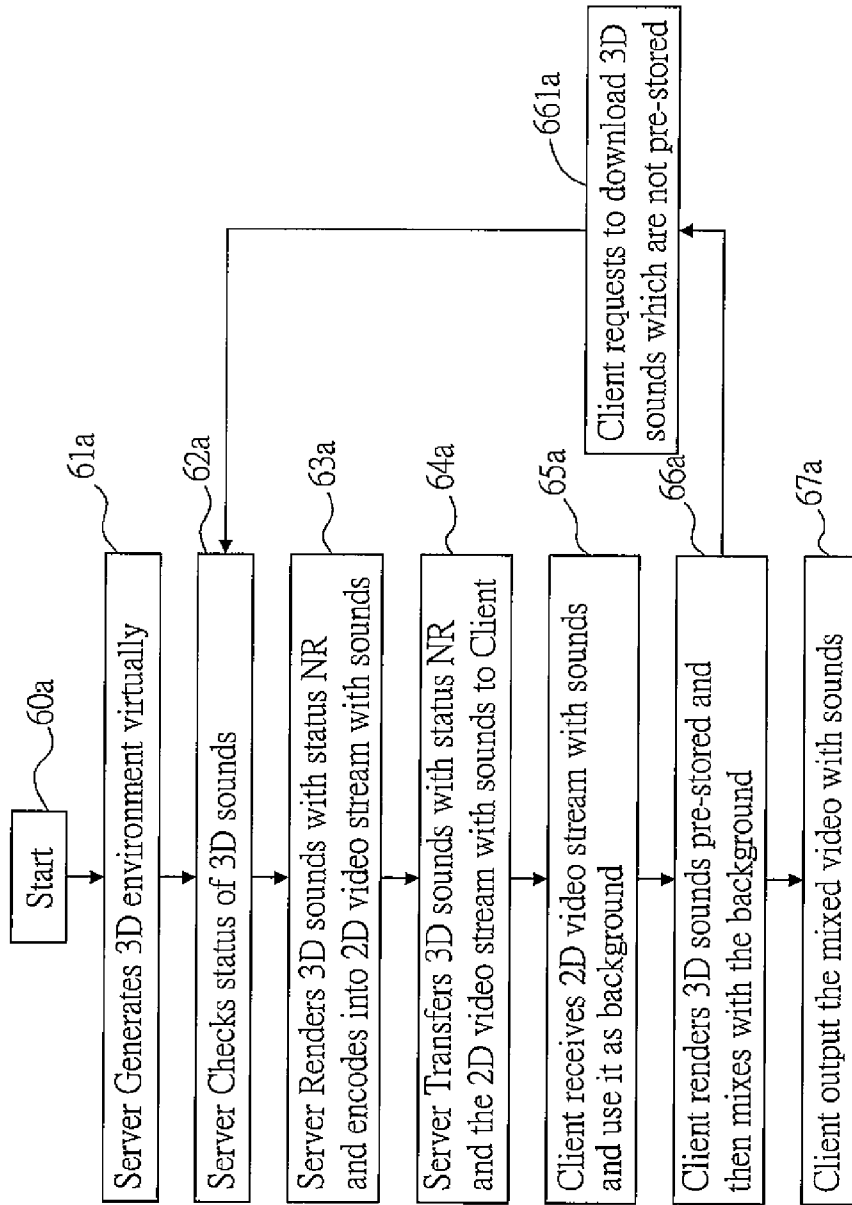 Start
60a
Server Generates 3D environment virtually
61a
Server Checks status of 3D sounds
62a
Server Renders 3D sounds with status NR
and encodes into 2D video stream with sounds
63a
Server Transfers 3D sounds with status NR
and the 2D video stream with sounds to Client
64a
Client receives 2D video stream with sounds
and use it as background
65a
Client renders 3D sounds pre-stored and
then mixes with the background
66a
Client requests to download 3D
sounds which are not pre-stored
661a
Client output the mixed video with sounds
67a